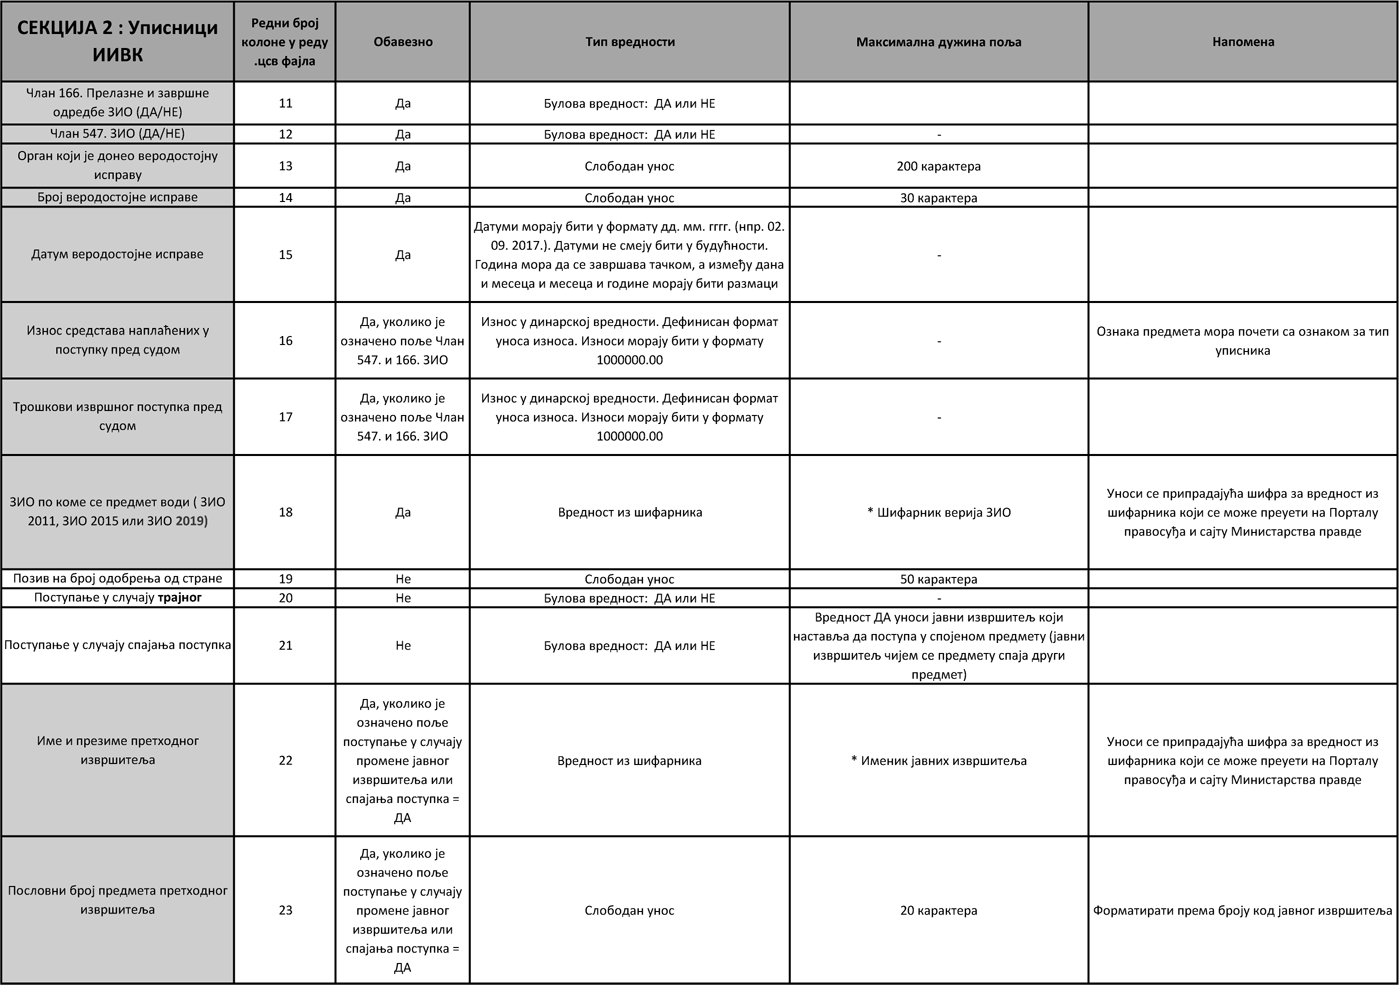 СЕКЦИЈА 2 : Уписници
ИИВК
Редни број
колоне у реду
.цсв фајла
Обавезно
Тип вредности
Максимална дужина поља
Напомена
Члан 166. Прелазне и завршне
одредбе ЗИО (ДА/НЕ)
11
Да
Булова вредност:  ДА или НЕ
Члан 547. ЗИО (ДА/НЕ)
12
Да
Булова вредност:  ДА или НЕ
-
Орган који је донео веродостојну
исправу
13
Да
Слободан унос
200 карактера
Број веродостојне исправе
14
Да
Слободан унос
30 карактера
Датум веродостојне исправе
15
Да
Датуми морају бити у формату дд. мм. гггг. (нпр. 02.
09. 2017.). Датуми не смеју бити у будућности.
Година мора да се завршава тачком, а између дана
и месеца и месеца и године морају бити размаци
-
Износ средстава наплаћених у
поступку пред судом
16
Да, уколико је
означено поље Члан
547. и 166. ЗИО
Износ у динарској вредности. Дефинисан формат
уноса износа. Износи морају бити у формату
1000000.00
-
Ознака предмета мора почети са ознаком за тип
уписника
Трошкови извршног поступка пред
судом
17
Да, уколико је
означено поље Члан
547. и 166. ЗИО
Износ у динарској вредности. Дефинисан формат
уноса износа. Износи морају бити у формату
1000000.00
-
ЗИО по коме се предмет води ( ЗИО
2011, ЗИО 2015 или ЗИО 2019)
18
Да
Вредност из шифарника
* Шифарник верија ЗИО
Уноси се припрадајућа шифра за вредност из
шифарника који се може преуети на Порталу
правосуђа и сајту Министарства правде
Позив на број одобрења од стране
19
Не
Слободан унос
50 карактера
Поступање у случају трајног
20
Не
Булова вредност:  ДА или НЕ
-
Поступање у случају спајања поступка
21
Не
Булова вредност:  ДА или НЕ
Вредност ДА уноси јавни извршитељ који
наставља да поступа у спојеном предмету (јавни
извршитељ чијем се предмету спаја други
предмет)
Име и презиме претходног
извршитеља
22
Да, уколико је
означено поље
поступање у случају
промене јавног
извршитеља или
спајања поступка =
ДА
Вредност из шифарника
* Именик јавних извршитеља
Уноси се припрадајућа шифра за вредност из
шифарника који се може преуети на Порталу
правосуђа и сајту Министарства правде
Пословни број предмета претходног
извршитеља
23
Да, уколико је
означено поље
поступање у случају
промене јавног
извршитеља или
спајања поступка =
ДА
Слободан унос
20 карактера
Форматирати према броју код јавног извршитеља